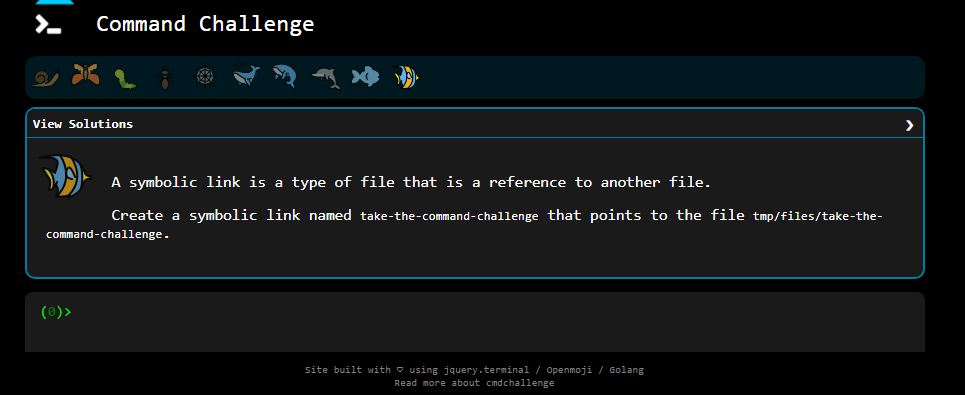 Command Challenge
View Solutions
A symbolic link is a type of file that is a reference to another file.
Create a symbolic link named take-the-command-challenge that points to the file tmp/files/take-the-
command-challenge.
(0)>
Site built with ♡ using jquery.terminal / Openmoji / Golang
Read more about cmdchallenge